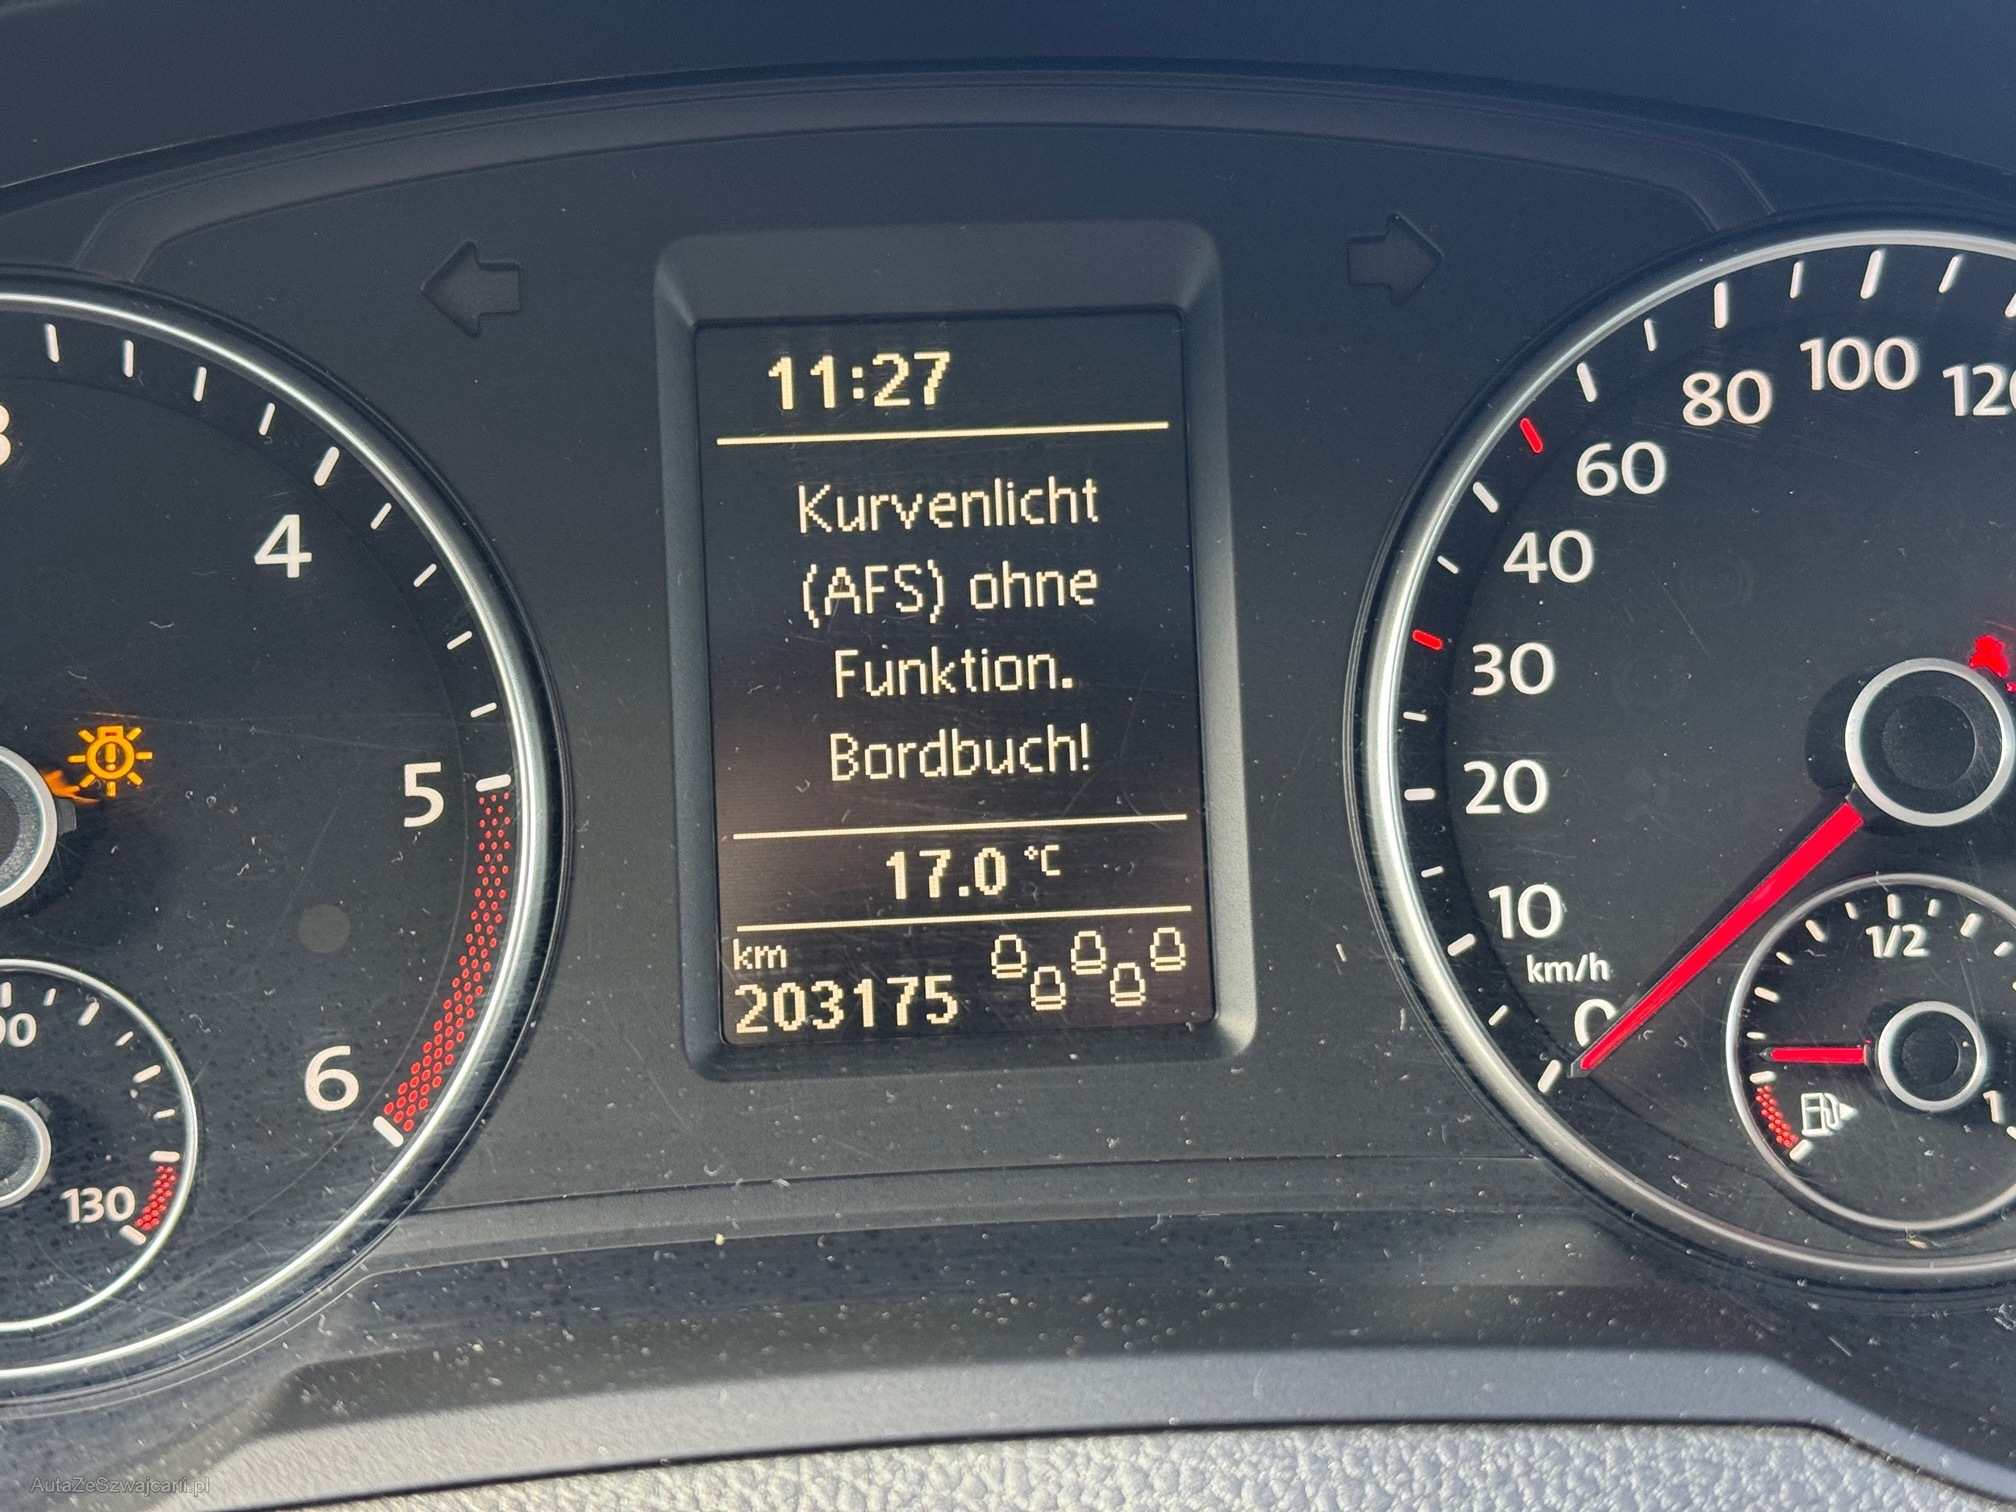 11:27
Kurvenlicht
(AFS) ohne
Funktion.
Bordbuch!
17.0 °C
km
203175
4
5
6
130
80
100
60
40
30
20
10
km/h
0
1/2
AutaZeSzwajcarii.pl